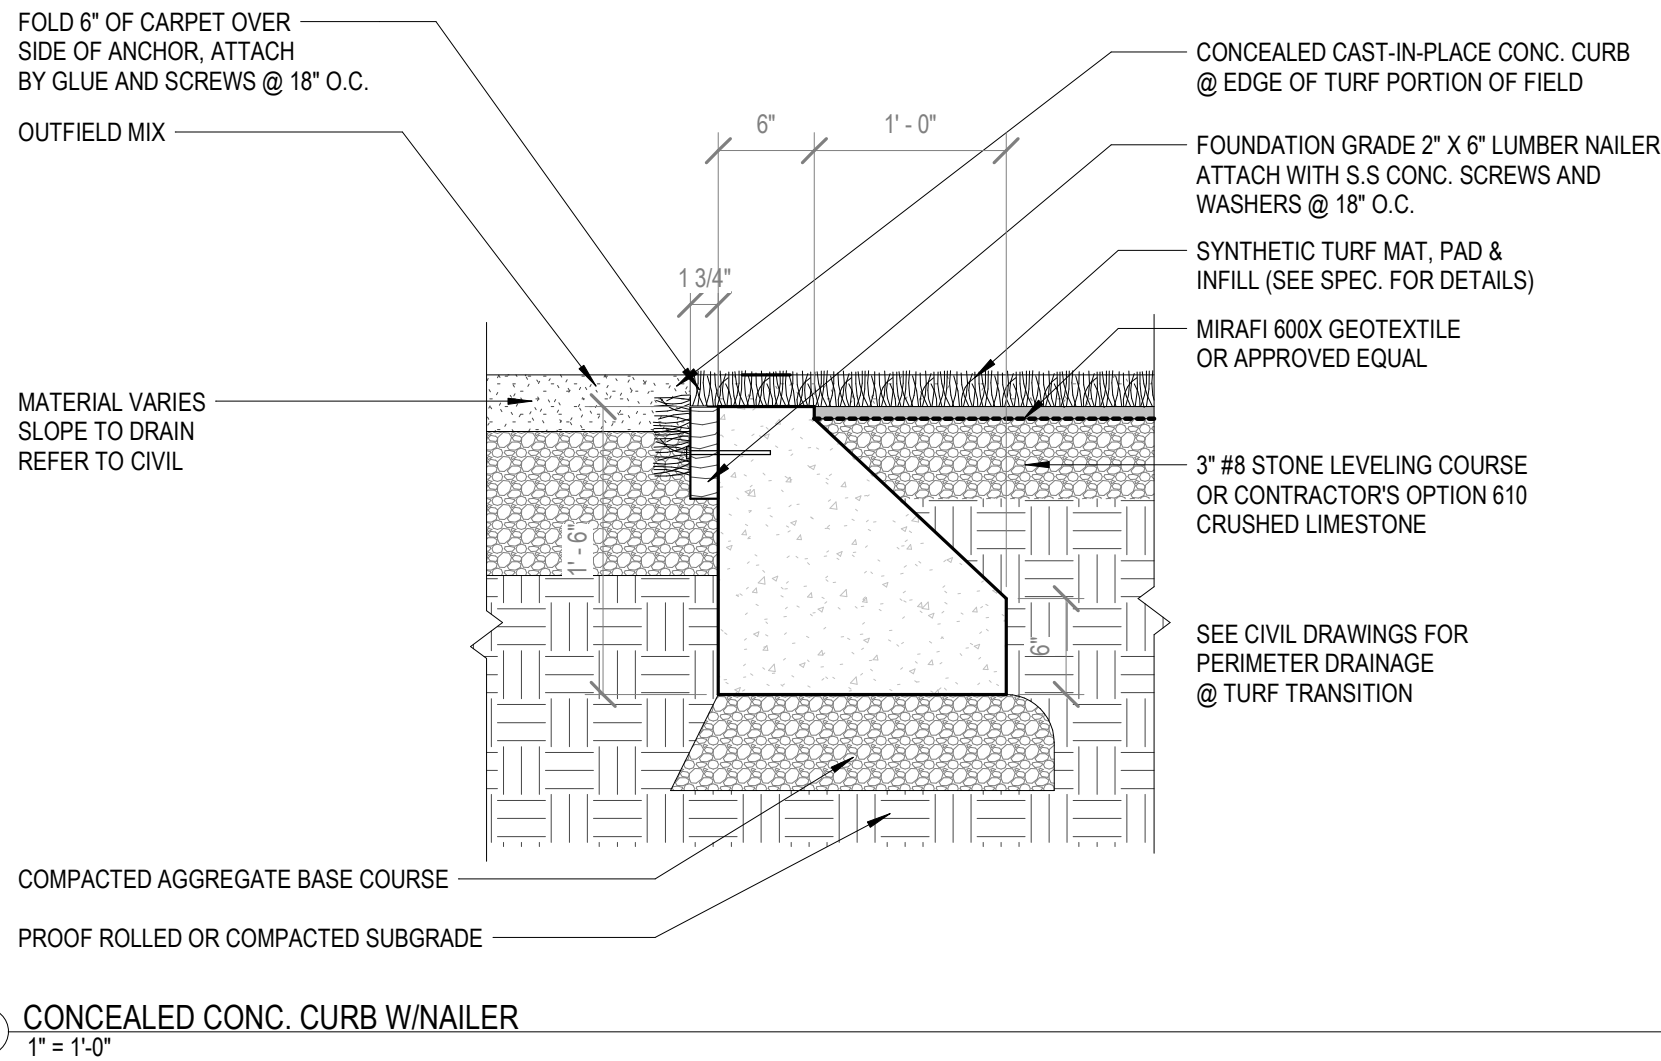 FOLD 6" OF CARPET OVER
SIDE OF ANCHOR, ATTACH
BY GLUE AND SCREWS @ 18" O.C.
OUTFIELD MIX
MATERIAL VARIES
SLOPE TO DRAIN
REFER TO CIVIL
COMPACTED AGGREGATE BASE COURSE
PROOF ROLLED OR COMPACTED SUBGRADE
6"
1' - 0"
1 3/4"
1' - 6"
6"
CONCEALED CAST-IN-PLACE CONC. CURB
@ EDGE OF TURF PORTION OF FIELD
FOUNDATION GRADE 2" X 6" LUMBER NAILER
ATTACH WITH S.S CONC. SCREWS AND
WASHERS @ 18" O.C.
SYNTHETIC TURF MAT, PAD &
INFILL (SEE SPEC. FOR DETAILS)
MIRAFI 600X GEOTEXTILE
OR APPROVED EQUAL
3" #8 STONE LEVELING COURSE
OR CONTRACTOR'S OPTION 610
CRUSHED LIMESTONE
SEE CIVIL DRAWINGS FOR
PERIMETER DRAINAGE
@ TURF TRANSITION
CONCEALED CONC. CURB W/NAILER
1" = 1'-0"